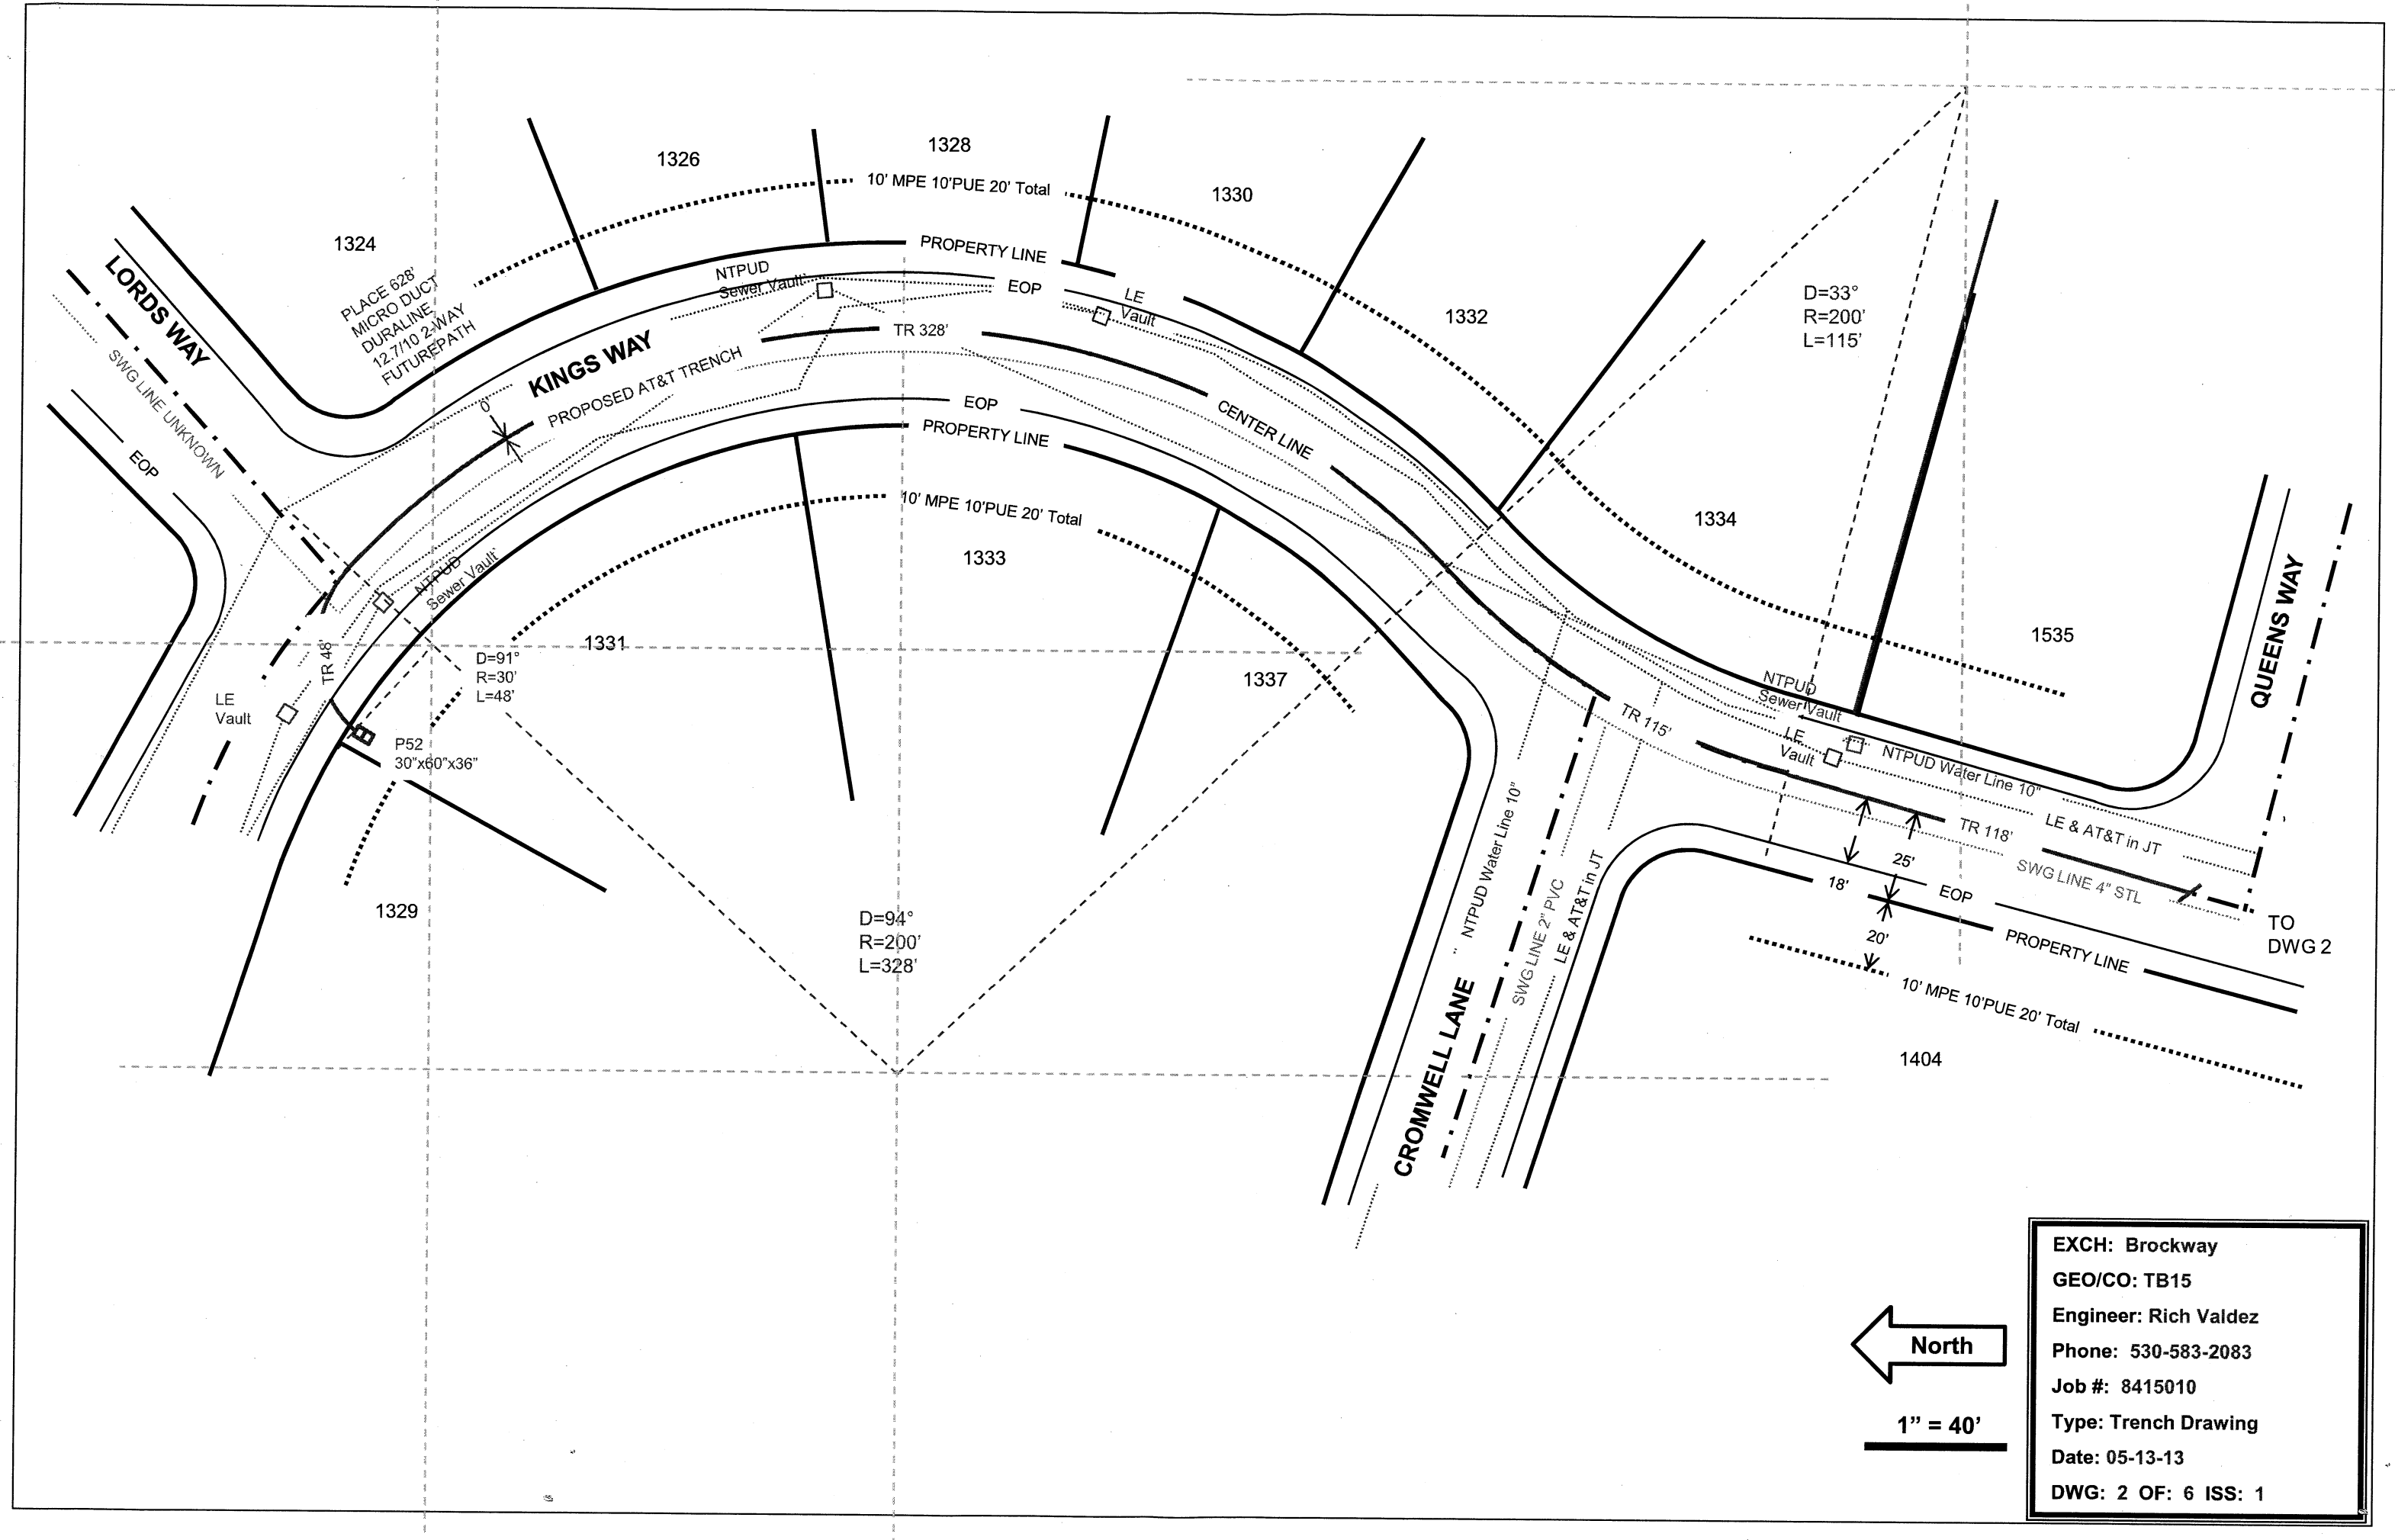 1324
1326
1328
1330
1332
1334
1535
10' MPE 10'PUE 20' Total
PROPERTY LINE
EOP
LORDS WAY
SWG LINE UNKNOWN
EOP
PLACE 628'
MICRO DUCT
DURALINE
12.7/10 2-WAY
FUTUREPATH
0'
KINGS WAY
PROPOSED AT&T TRENCH
NTPUD
Sewer Vault
TR 328'
LE
Vault
CENTER LINE
EOP
PROPERTY LINE
10' MPE 10'PUE 20' Total
D=33°
R=200'
L=115'
NTPUD
Sewer Vault
TR 48'
LE
Vault
D=91°
R=30'
L=48'
P52
30"x60"x36"
1331
1333
1337
1329
D=94°
R=200'
L=328'
QUEENS WAY
NTPUD
Sewer Vault
LE
Vault
NTPUD Water Line 10"
TR 115'
TR 118'
LE & AT&T in JT
SWG LINE 4" STL
25'
18'
20'
EOP
PROPERTY LINE
10' MPE 10'PUE 20' Total
TO
DWG 2
1404
CROMWELL LANE
NTPUD Water Line 10"
SWG LINE 2" PVC
LE & AT&T in JT
North
1" = 40'
EXCH: Brockway
GEO/CO: TB15
Engineer: Rich Valdez
Phone: 530-583-2083
Job #: 8415010
Type: Trench Drawing
Date: 05-13-13
DWG: 2 OF: 6 ISS: 1